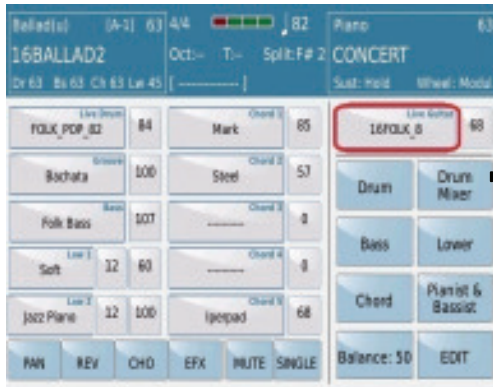 Ballad(u) [A-1] 63 4/4 82 Piano 63
16BALLAD2 Oct:-- T:-- Split:F# 2 CONCERT
Dr 63 Bs 63 Ch 63 Lw 45 [ ---------- ] Sust: Hold Wheel: Modul
Live Drum Chord 1 Live Guitar
FOLK_POP_82 84 Mark 85 16FOLK_8 68
Groove Chord 2
Bachata 100 Steel 57 Drum Drum Mixer
Bass Chord 3
Folk Bass 107 ------ 0
Bass Lower
Low 1 Chord 4
Soft 12 60 ------ 0
Chord Pianist & Bassist
Low 2 Chord 5
Jazz Piano 12 100 Iperpad 68
PAN REV CHO EFX MUTE SINGLE Balance: 50 EDIT